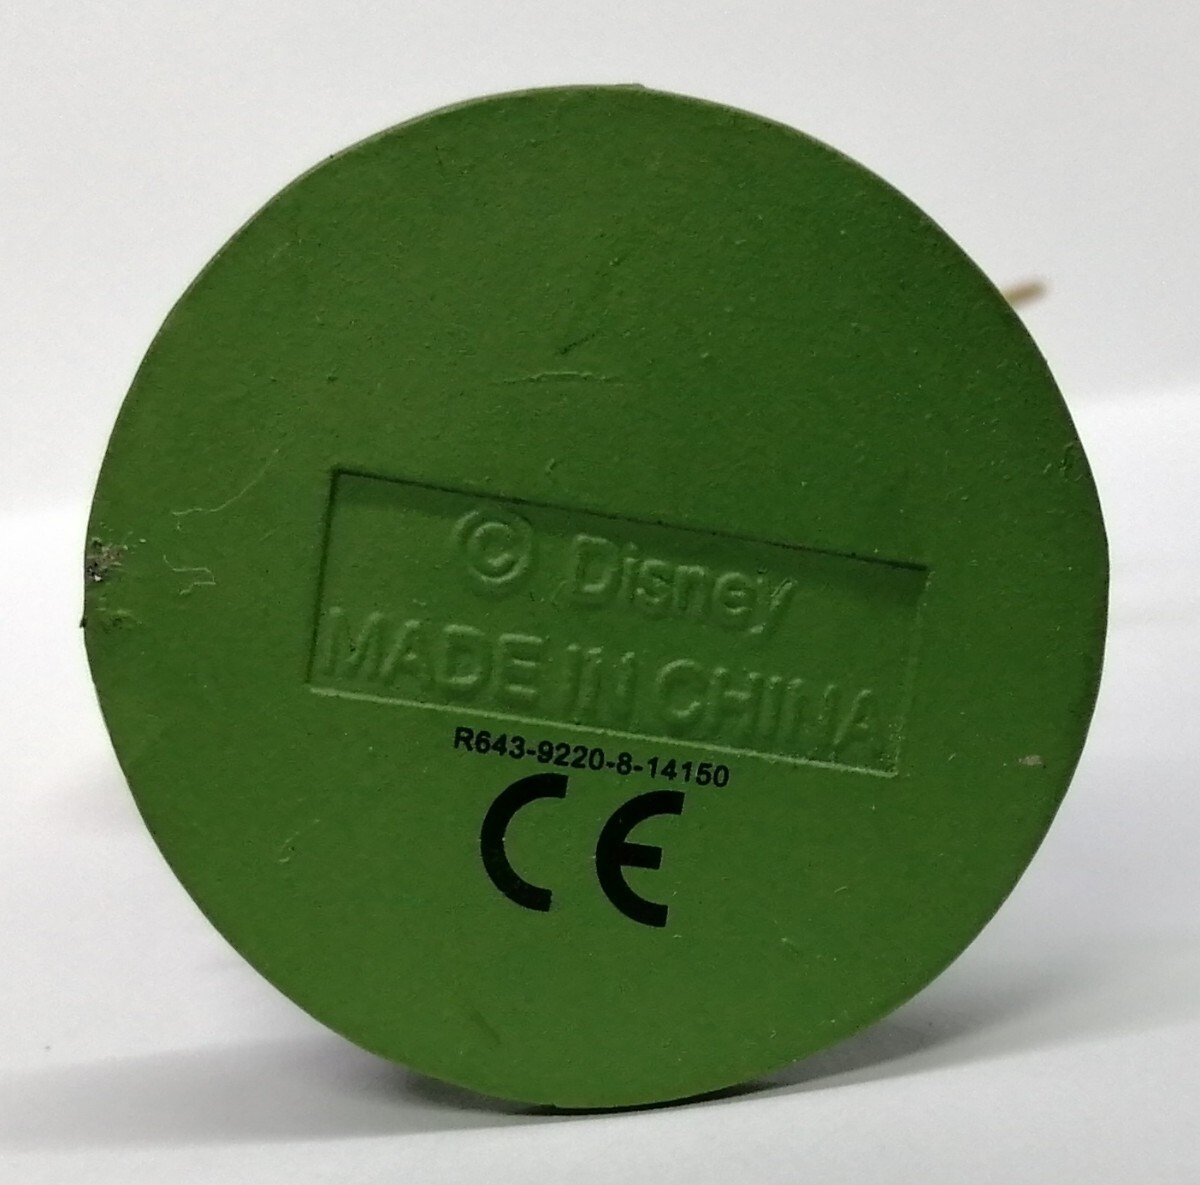 © Disney
MADE IN CHINA
R643-9220-8-14150
CE